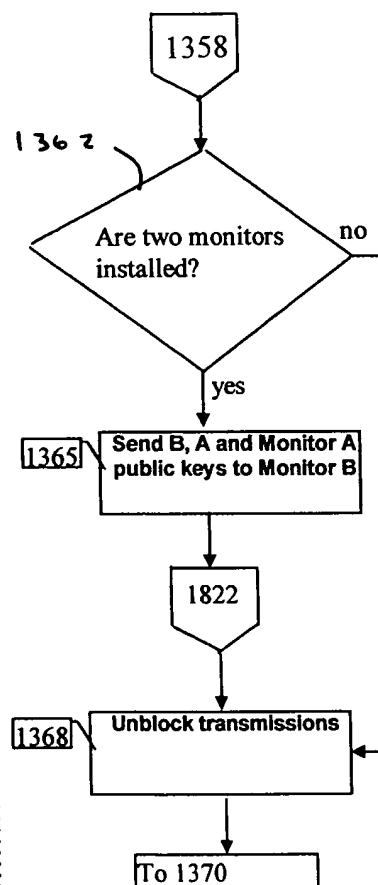 1358
1362
Are two monitors
installed?
no
yes
1365
Send B, A and Monitor A
public keys to Monitor B
1822
1368
Unblock transmissions
To 1370